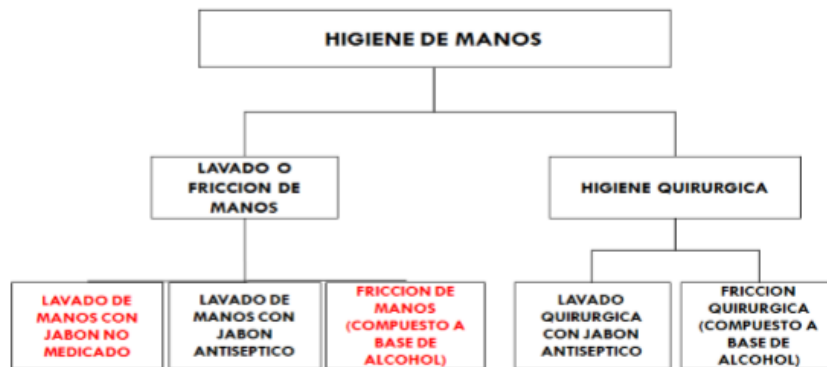 HIGIENE DE MANOS
LAVADO O
FRICCION DE
MANOS
HIGIENE QUIRURGICA
LAVADO DE
MANOS CON
JABON NO
MEDICADO
LAVADO DE
MANOS CON
JABON
ANTISEPTICO
FRICCION DE
MANOS
(COMPUESTO A
BASE DE
ALCOHOL)
LAVADO
QUIRURGICA
CON JABON
ANTISEPTICO
FRICCION
QUIRURGICA
(COMPUESTO A
BASE DE
ALCOHOL)